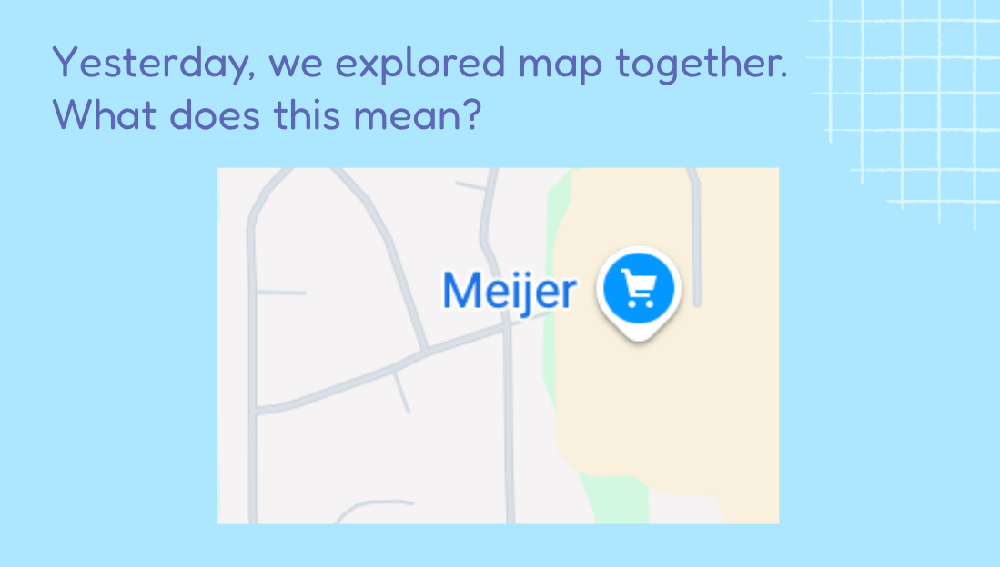 Yesterday, we explored map together.
What does this mean?
Meijer